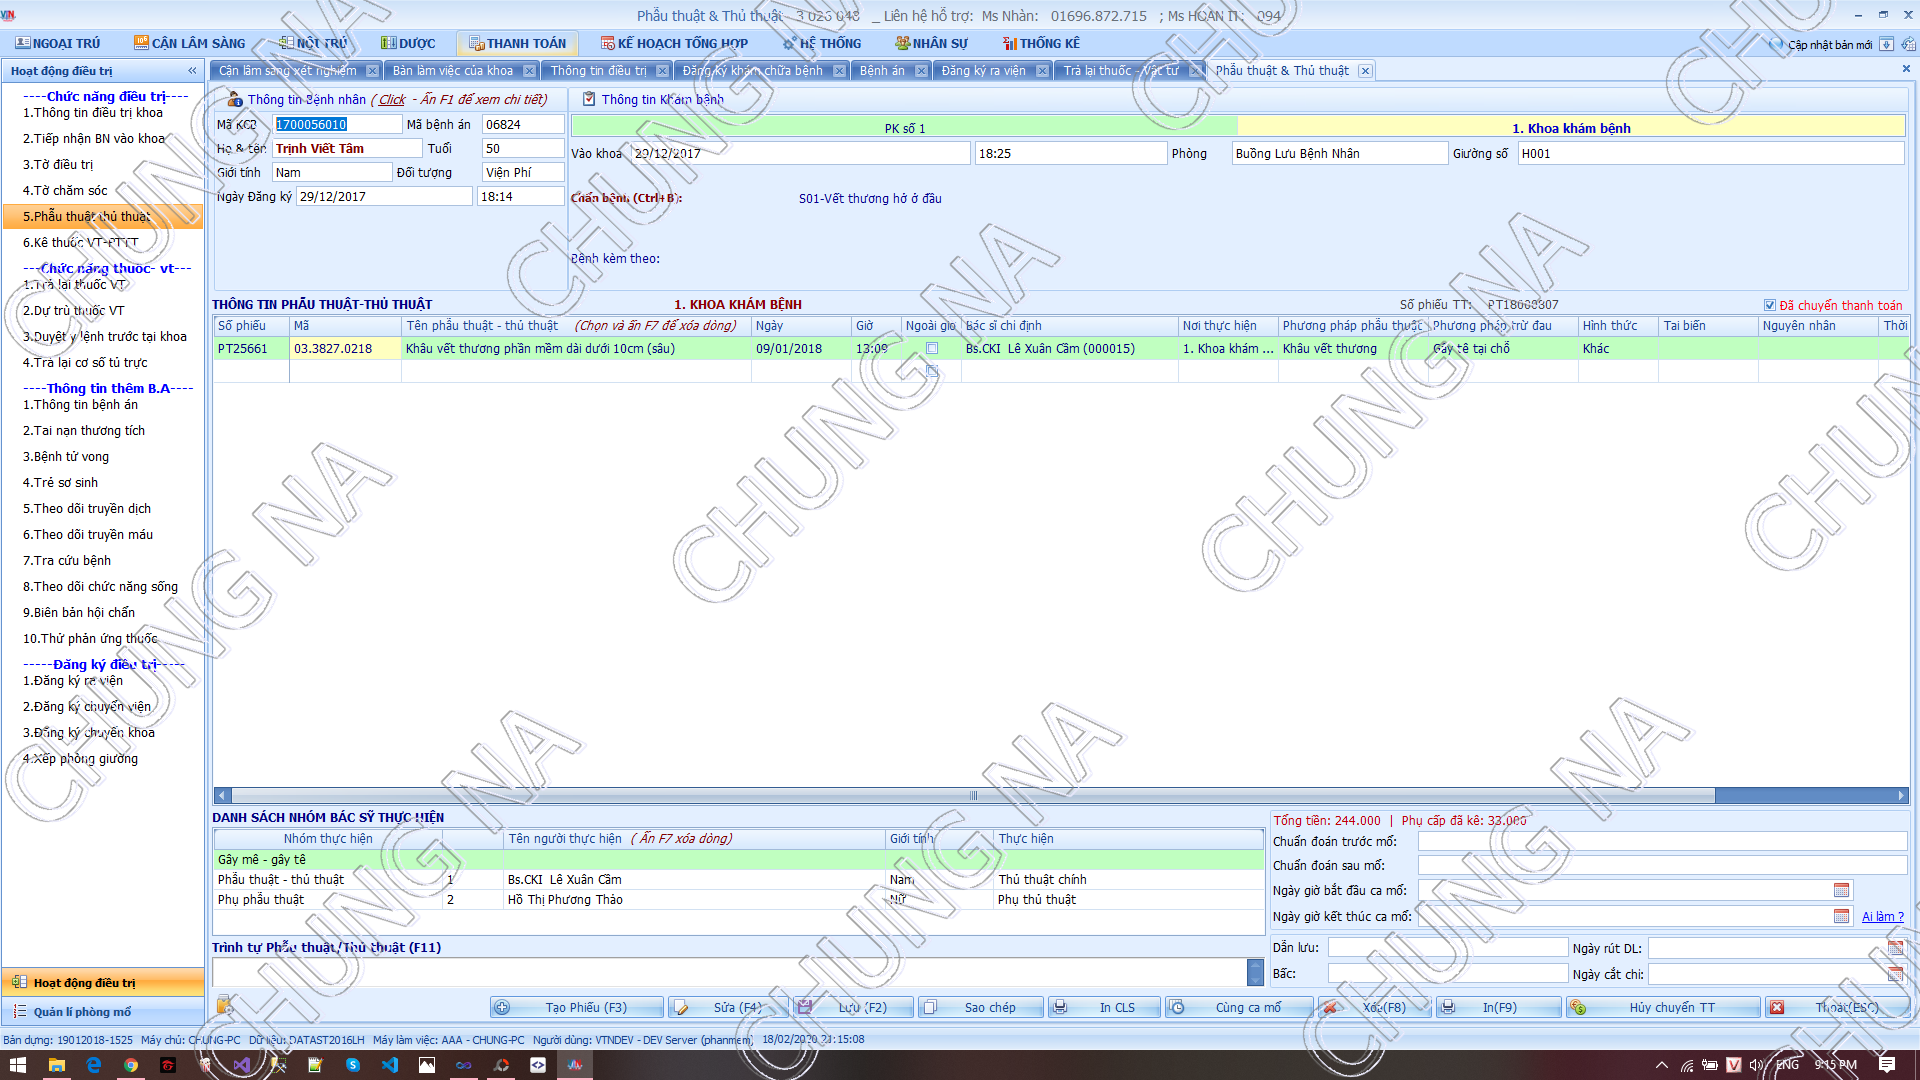 Phẫu thuật & Thủ thuật - 3 026 048 _ Liên hệ hỗ trợ: Ms Nhàn: 01696.872.715 ; Ms HOÀN IT: 094
NGOẠI TRÚ CẬN LÂM SÀNG NỘI TRÚ DƯỢC THANH TOÁN KẾ HOẠCH TỔNG HỢP HỆ THỐNG NHÂN SỰ THỐNG KÊ Cập nhật bản mới
Hoạt động điều trị «
Cận lâm sàng xét nghiệm Bàn làm việc của khoa Thông tin điều trị Đăng ký khám chữa bệnh Bệnh án Đăng ký ra viện Trả lại thuốc - Vật tư Phẫu thuật & Thủ thuật
----Chức năng điều trị----
1.Thông tin điều trị khoa
2.Tiếp nhận BN vào khoa
3.Tờ điều trị
4.Tờ chăm sóc
5.Phẫu thuật thủ thuật
6.Kê thuốc VT-PTTT
---Chức năng thuốc- vt---
1.Trả lại thuốc VT
2.Dự trù thuốc VT
3.Duyệt y lệnh trước tại khoa
4.Trả lại cơ số tủ trực
----Thông tin thêm B.A----
1.Thông tin bệnh án
2.Tai nạn thương tích
3.Bệnh tử vong
4.Trẻ sơ sinh
5.Theo dõi truyền dịch
6.Theo dõi truyền máu
7.Tra cứu bệnh
8.Theo dõi chức năng sống
9.Biên bản hội chẩn
10.Thử phản ứng thuốc
-----Đăng ký điều trị-----
1.Đăng ký ra viện
2.Đăng ký chuyển viện
3.Đăng ký chuyển khoa
4.Xếp phòng giường
Hoạt động điều trị
Quản lí phòng mổ
Thông tin Bệnh nhân ( Click - Ấn F1 để xem chi tiết)
Mã KCB 1700056010 Mã bệnh án 06824
Họ & tên Trịnh Viết Tâm Tuổi 50
Giới tính Nam Đối tượng Viện Phí
Ngày Đăng ký 29/12/2017 18:14
Thông tin Khám bệnh
PK số 1 1. Khoa khám bệnh
Vào khoa 29/12/2017 18:25 Phòng Buồng Lưu Bệnh Nhân Giường số H001
Chẩn bệnh (Ctrl+B): S01-Vết thương hở ở đầu
Bệnh kèm theo:
THÔNG TIN PHẪU THUẬT-THỦ THUẬT 1. KHOA KHÁM BỆNH Số phiếu TT: PT18008807 Đã chuyển thanh toán
Số phiếu Mã Tên phẫu thuật - thủ thuật (Chọn và ấn F7 để xóa dòng) Ngày Giờ Ngoài giờ Bác sĩ chỉ định Nơi thực hiện Phương pháp phẫu thuật Phương pháp trừ đau Hình thức Tai biến Nguyên nhân Thời
PT25661 03.3827.0218 Khâu vết thương phần mềm dài dưới 10cm (sâu) 09/01/2018 13:09 Bs.CKI Lê Xuân Cầm (000015) 1. Khoa khám ... Khâu vết thương Gây tê tại chỗ Khác
DANH SÁCH NHÓM BÁC SỸ THỰC HIỆN
Nhóm thực hiện Tên người thực hiện ( Ấn F7 xóa dòng) Giới tính Thực hiện
Gây mê - gây tê
Phẫu thuật - thủ thuật 1 Bs.CKI Lê Xuân Cầm Nam Thủ thuật chính
Phụ phẫu thuật 2 Hồ Thị Phương Thảo Nữ Phụ thủ thuật
Trình tự Phẫu thuật/Thủ thuật (F11)
Tổng tiền: 244.000 | Phụ cấp đã kê: 33.000
Chuẩn đoán trước mổ:
Chuẩn đoán sau mổ:
Ngày giờ bắt đầu ca mổ:
Ngày giờ kết thúc ca mổ: Ai làm ?
Dẫn lưu: Ngày rút DL:
Bấc: Ngày cắt chỉ:
Tạo Phiếu (F3) Sửa (F4) Lưu (F2) Sao chép In CLS Cùng ca mổ Xóa(F8) In(F9) Hủy chuyển TT Thoát(ESC)
Bản dựng: 19012018-1525 Máy chủ: CHUNG-PC Dữ liệu: DATAST2016LH Máy làm việc: AAA - CHUNG-PC Người dùng: VTNDEV - DEV Server (phanmem) 18/02/2020 21:15:08
ENG 9:15 PM
CHUNG NA
CHUNG NA
CHUNG NA
CHUNG NA
CHUNG NA
CHUNG NA
CHUNG NA
CHUNG NA